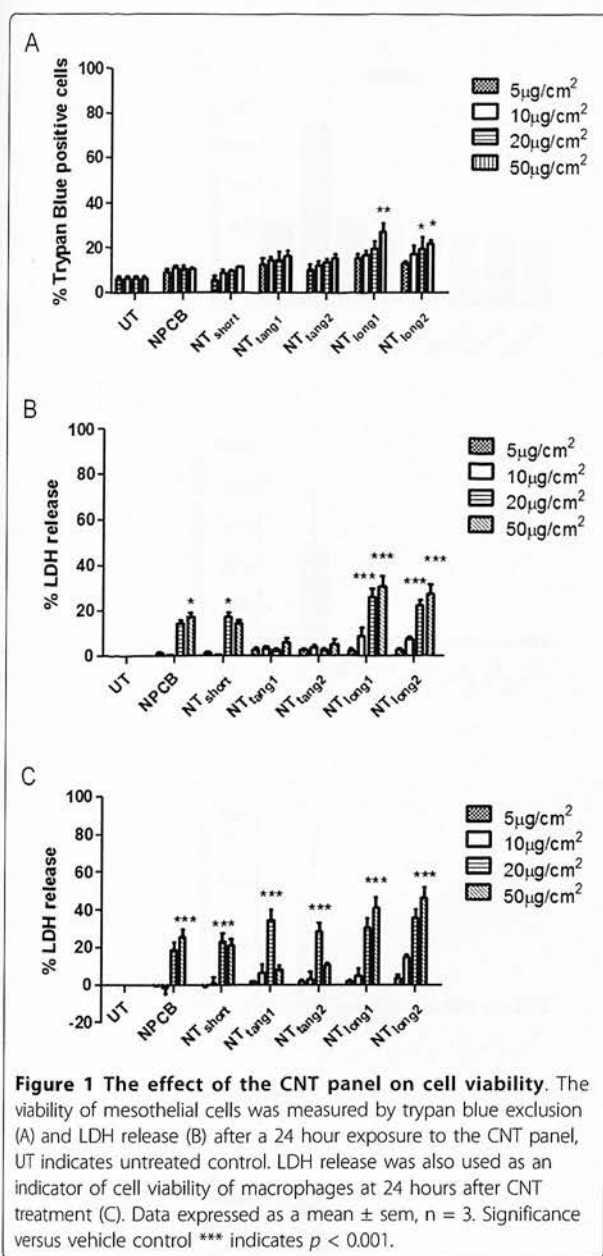 A
% Trypan Blue positive cells
100
80
60
40
20
0
** * *
5µg/cm²
10µg/cm²
20µg/cm²
50µg/cm²
UT NPCB NT short NT tang1 NT tang2 NT long1 NT long2
B
% LDH release
100
80
60
40
20
0
* * *** *** *** ***
5µg/cm²
10µg/cm²
20µg/cm²
50µg/cm²
UT NPCB NT short NT tang1 NT tang2 NT long1 NT long2
C
% LDH release
100
80
60
40
20
0
-20
*** *** *** *** *** ***
5µg/cm²
10µg/cm²
20µg/cm²
50µg/cm²
UT NPCB NT short NT tang1 NT tang2 NT long1 NT long2
Figure 1 The effect of the CNT panel on cell viability. The
viability of mesothelial cells was measured by trypan blue exclusion
(A) and LDH release (B) after a 24 hour exposure to the CNT panel,
UT indicates untreated control. LDH release was also used as an
indicator of cell viability of macrophages at 24 hours after CNT
treatment (C). Data expressed as a mean ± sem, n = 3. Significance
versus vehicle control *** indicates p < 0.001.